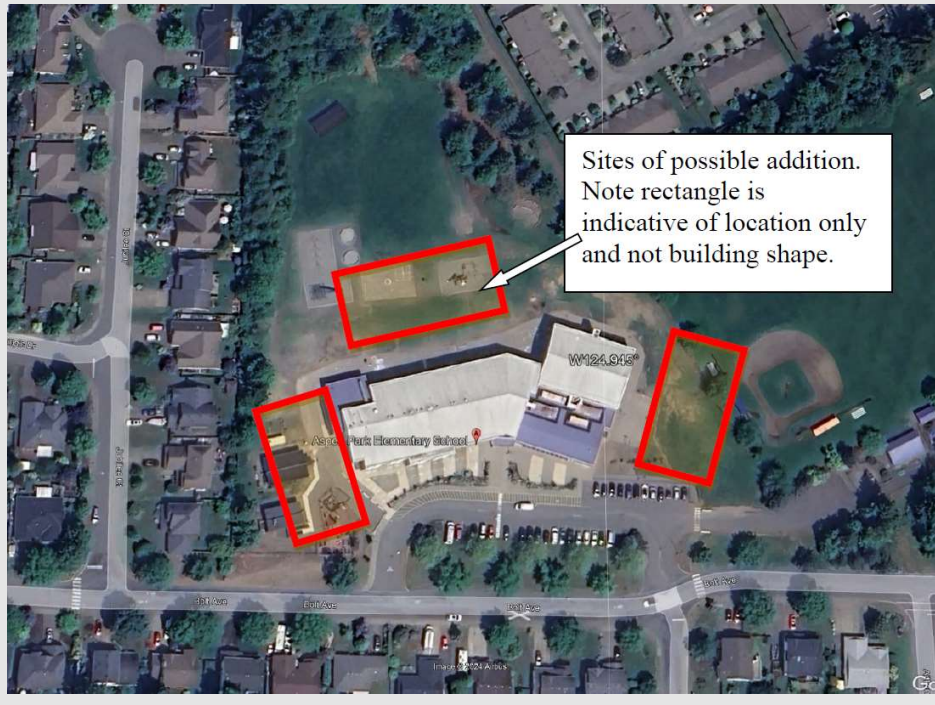 Sites of possible addition.
Note rectangle is
indicative of location only
and not building shape.
W124.945°
Aspen Park Elementary School
Bolt Ave
Bolt Ave
Bolt Ave
Bolt Ave
Image © 2024 Airbus
Go